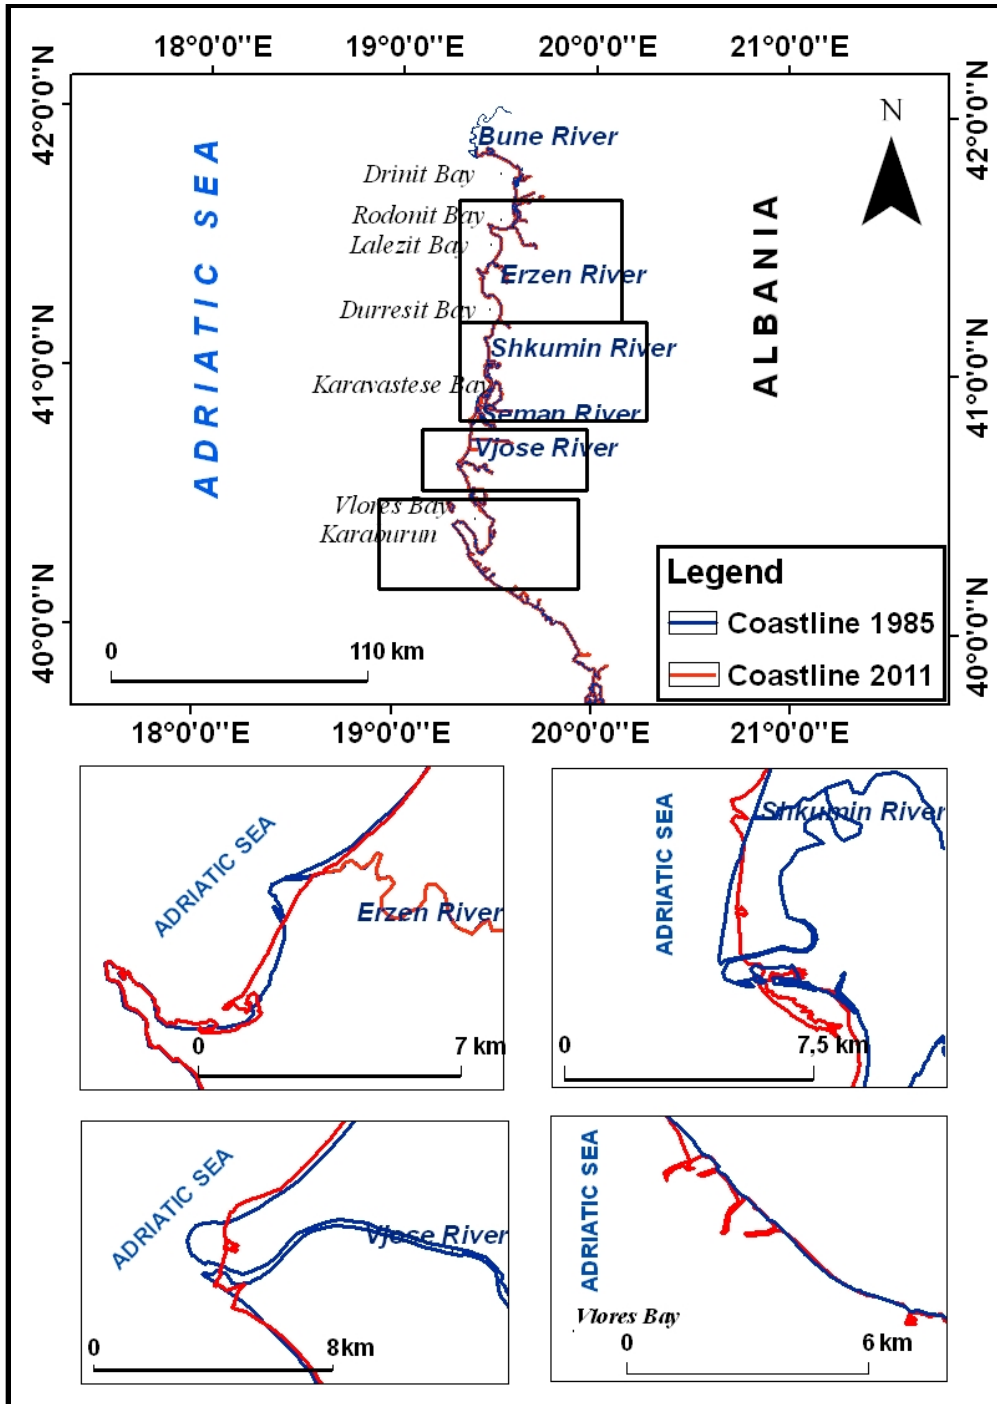 18°0'0"E 19°0'0"E 20°0'0"E 21°0'0"E
42°0'0"N
42°0'0"N
N
Bune River
Drinit Bay
Rodonit Bay
Lalezit Bay
Erzen River
Durresit Bay
Shkumin River
Karavastese Bay
Seman River
Vjose River
Vlores Bay
Karaburun
ADRIATIC SEA
ALBANIA
41°0'0"N
41°0'0"N
40°0'0"N
40°0'0"N
Legend
Coastline 1985
Coastline 2011
0 110 km
18°0'0"E 19°0'0"E 20°0'0"E 21°0'0"E
ADRIATIC SEA
Erzen River
0 7 km
ADRIATIC SEA
Shkumin River
0 7,5 km
ADRIATIC SEA
Vjose River
0 8 km
ADRIATIC SEA
Vlores Bay
0 6 km